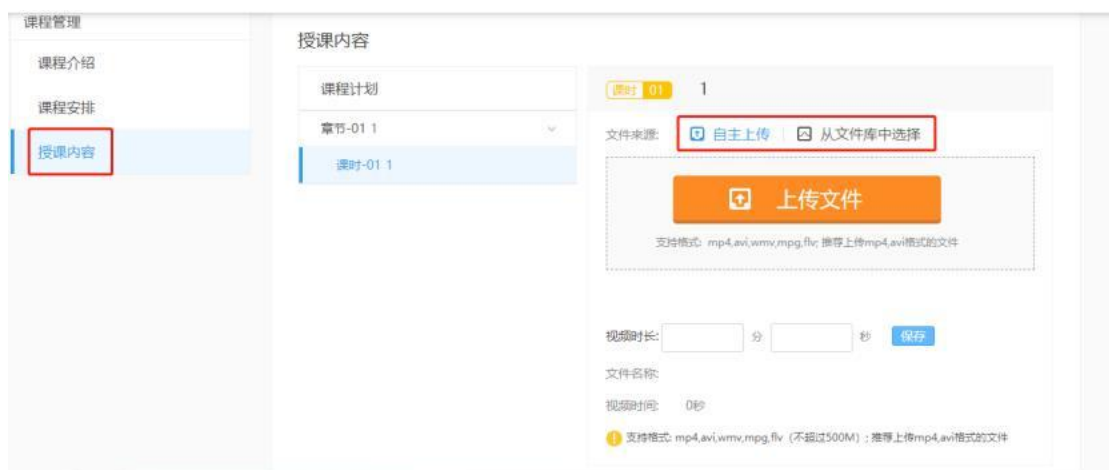 课程管理
课程介绍
课程安排
授课内容
授课内容
课程计划
章节-01 1
课时-01 1
课时 01 1
文件来源: 自主上传 从文件库中选择
上传文件
支持格式: mp4,avi,wmv,mpg,flv; 推荐上传mp4,avi格式的文件
视频时长: 分 秒 保存
文件名称:
视频时间: 0秒
支持格式: mp4,avi,wmv,mpg,flv（不超过500M）; 推荐上传mp4,avi格式的文件